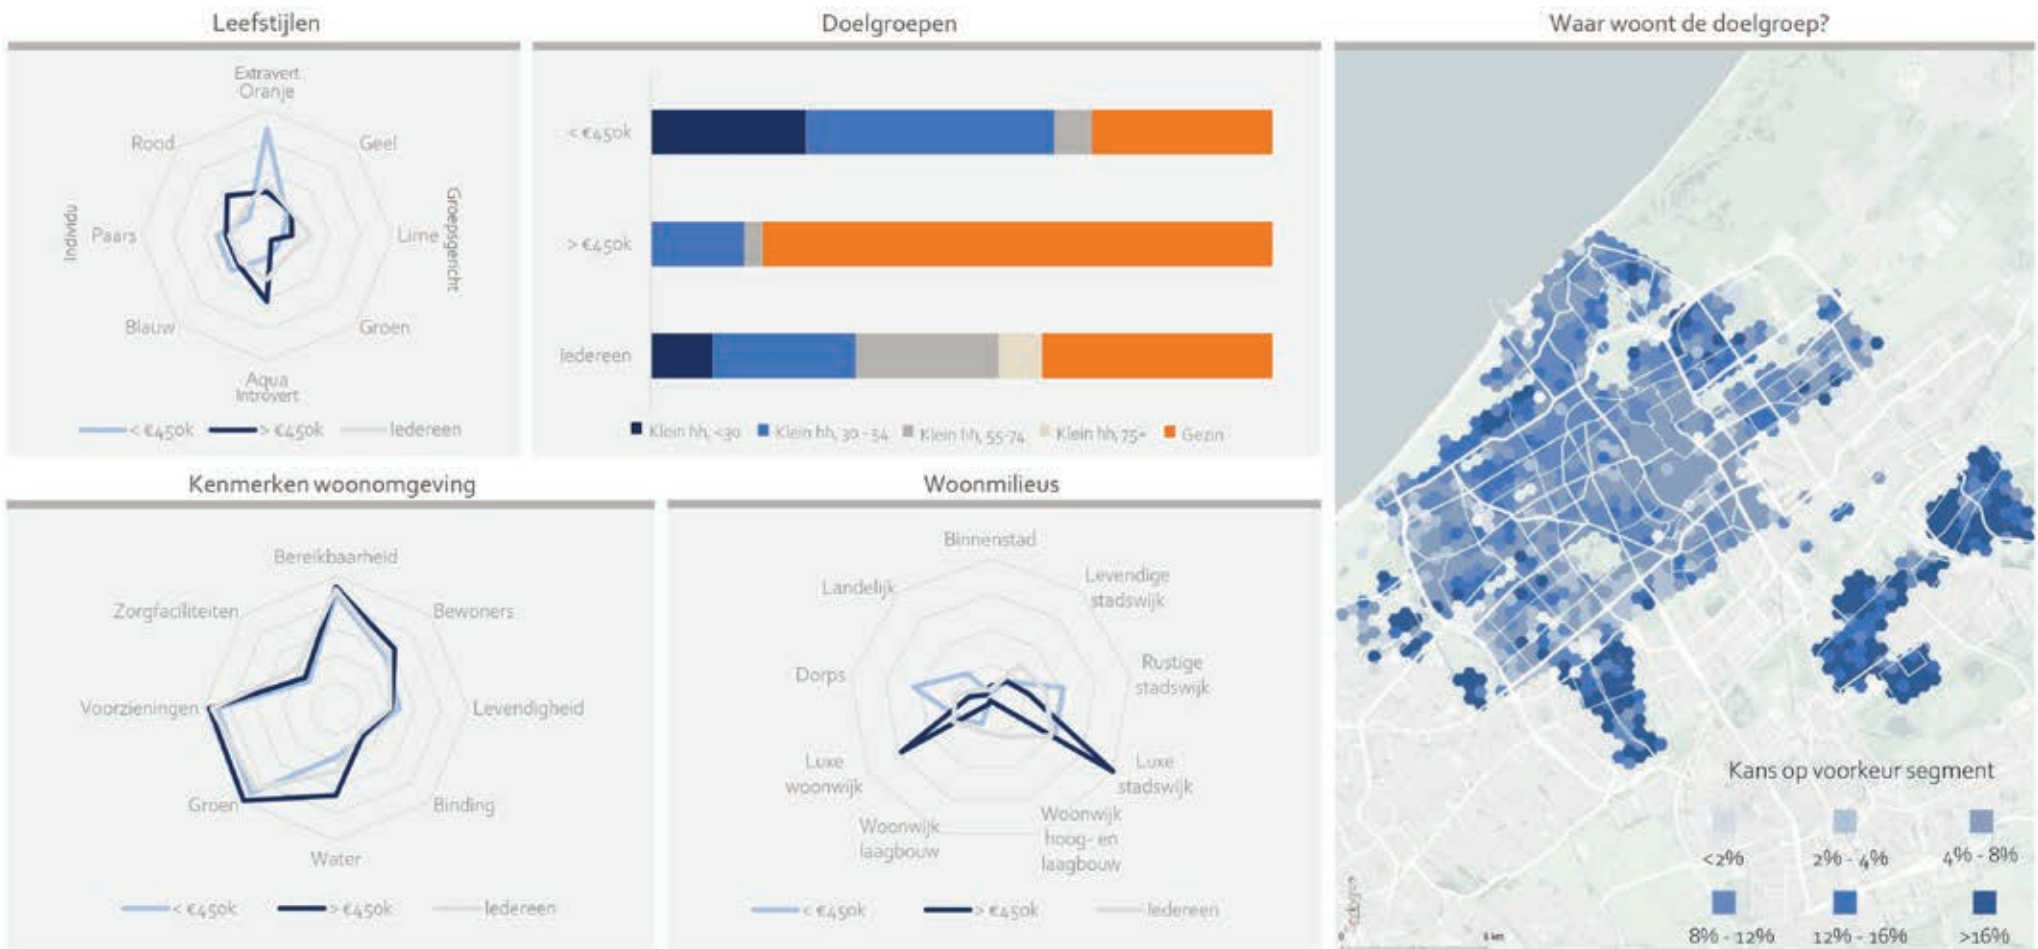 Leefstijlen
Extravert
Oranje
Rood
Geel
Individu
Paars
Lime
Groepsgericht
Blauw
Groen
Aqua
Introvert
< €450k
> €450k
Iedereen
Doelgroepen
< €450k
> €450k
Iedereen
Klein hh, <30
Klein hh, 30 - 54
Klein hh, 55-74
Klein hh, 75+
Gezin
Kenmerken woonomgeving
Bereikbaarheid
Zorgfaciliteiten
Bewoners
Voorzieningen
Levendigheid
Groen
Binding
Water
< €450k
> €450k
Iedereen
Woonmilieus
Binnenstad
Landelijk
Levendige
stadswijk
Dorps
Rustige
stadswijk
Luxe
woonwijk
Luxe
stadswijk
Woonwijk
laagbouw
Woonwijk
hoog- en
laagbouw
< €450k
> €450k
Iedereen
Waar woont de doelgroep?
Kans op voorkeur segment
<2%
2% - 4%
4% - 8%
8% - 12%
12% - 16%
>16%
0